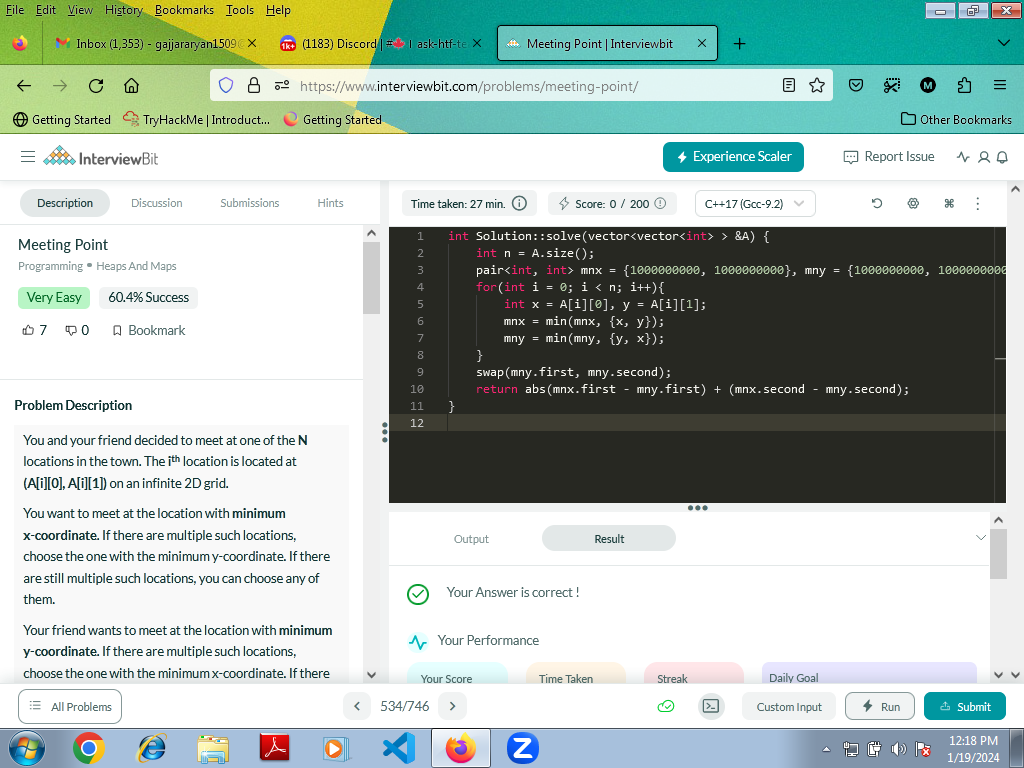 File Edit View History Bookmarks Tools Help
Inbox (1,353) - gajjararyan1509@
(1183) Discord | #
ask-htf-te
Meeting Point | Interviewbit
https://www.interviewbit.com/problems/meeting-point/
Getting Started
TryHackMe | Introduct...
Getting Started
Other Bookmarks
InterviewBit
Experience Scaler
Report Issue
Description Discussion Submissions Hints
Time taken: 27 min.
Score: 0 / 200
C++17 (Gcc-9.2)
Meeting Point
Programming • Heaps And Maps
Very Easy 60.4% Success
7 0 Bookmark
Problem Description
You and your friend decided to meet at one of the N
locations in the town. The ith location is located at
(A[i][0], A[i][1]) on an infinite 2D grid.
You want to meet at the location with minimum
x-coordinate. If there are multiple such locations,
choose the one with the minimum y-coordinate. If there
are still multiple such locations, you can choose any of
them.
Your friend wants to meet at the location with minimum
y-coordinate. If there are multiple such locations,
choose the one with the minimum x-coordinate. If there
1 int Solution::solve(vector<vector<int> > &A) {
2 int n = A.size();
3 pair<int, int> mnx = {1000000000, 1000000000}, mny = {1000000000, 1000000000
4 for(int i = 0; i < n; i++){
5 int x = A[i][0], y = A[i][1];
6 mnx = min(mnx, {x, y});
7 mny = min(mny, {y, x});
8 }
9 swap(mny.first, mny.second);
10 return abs(mnx.first - mny.first) + (mnx.second - mny.second);
11 }
12
Output Result
Your Answer is correct !
Your Performance
Your Score Time Taken Streak Daily Goal
All Problems
534/746
Custom Input
Run
Submit
12:18 PM
1/19/2024